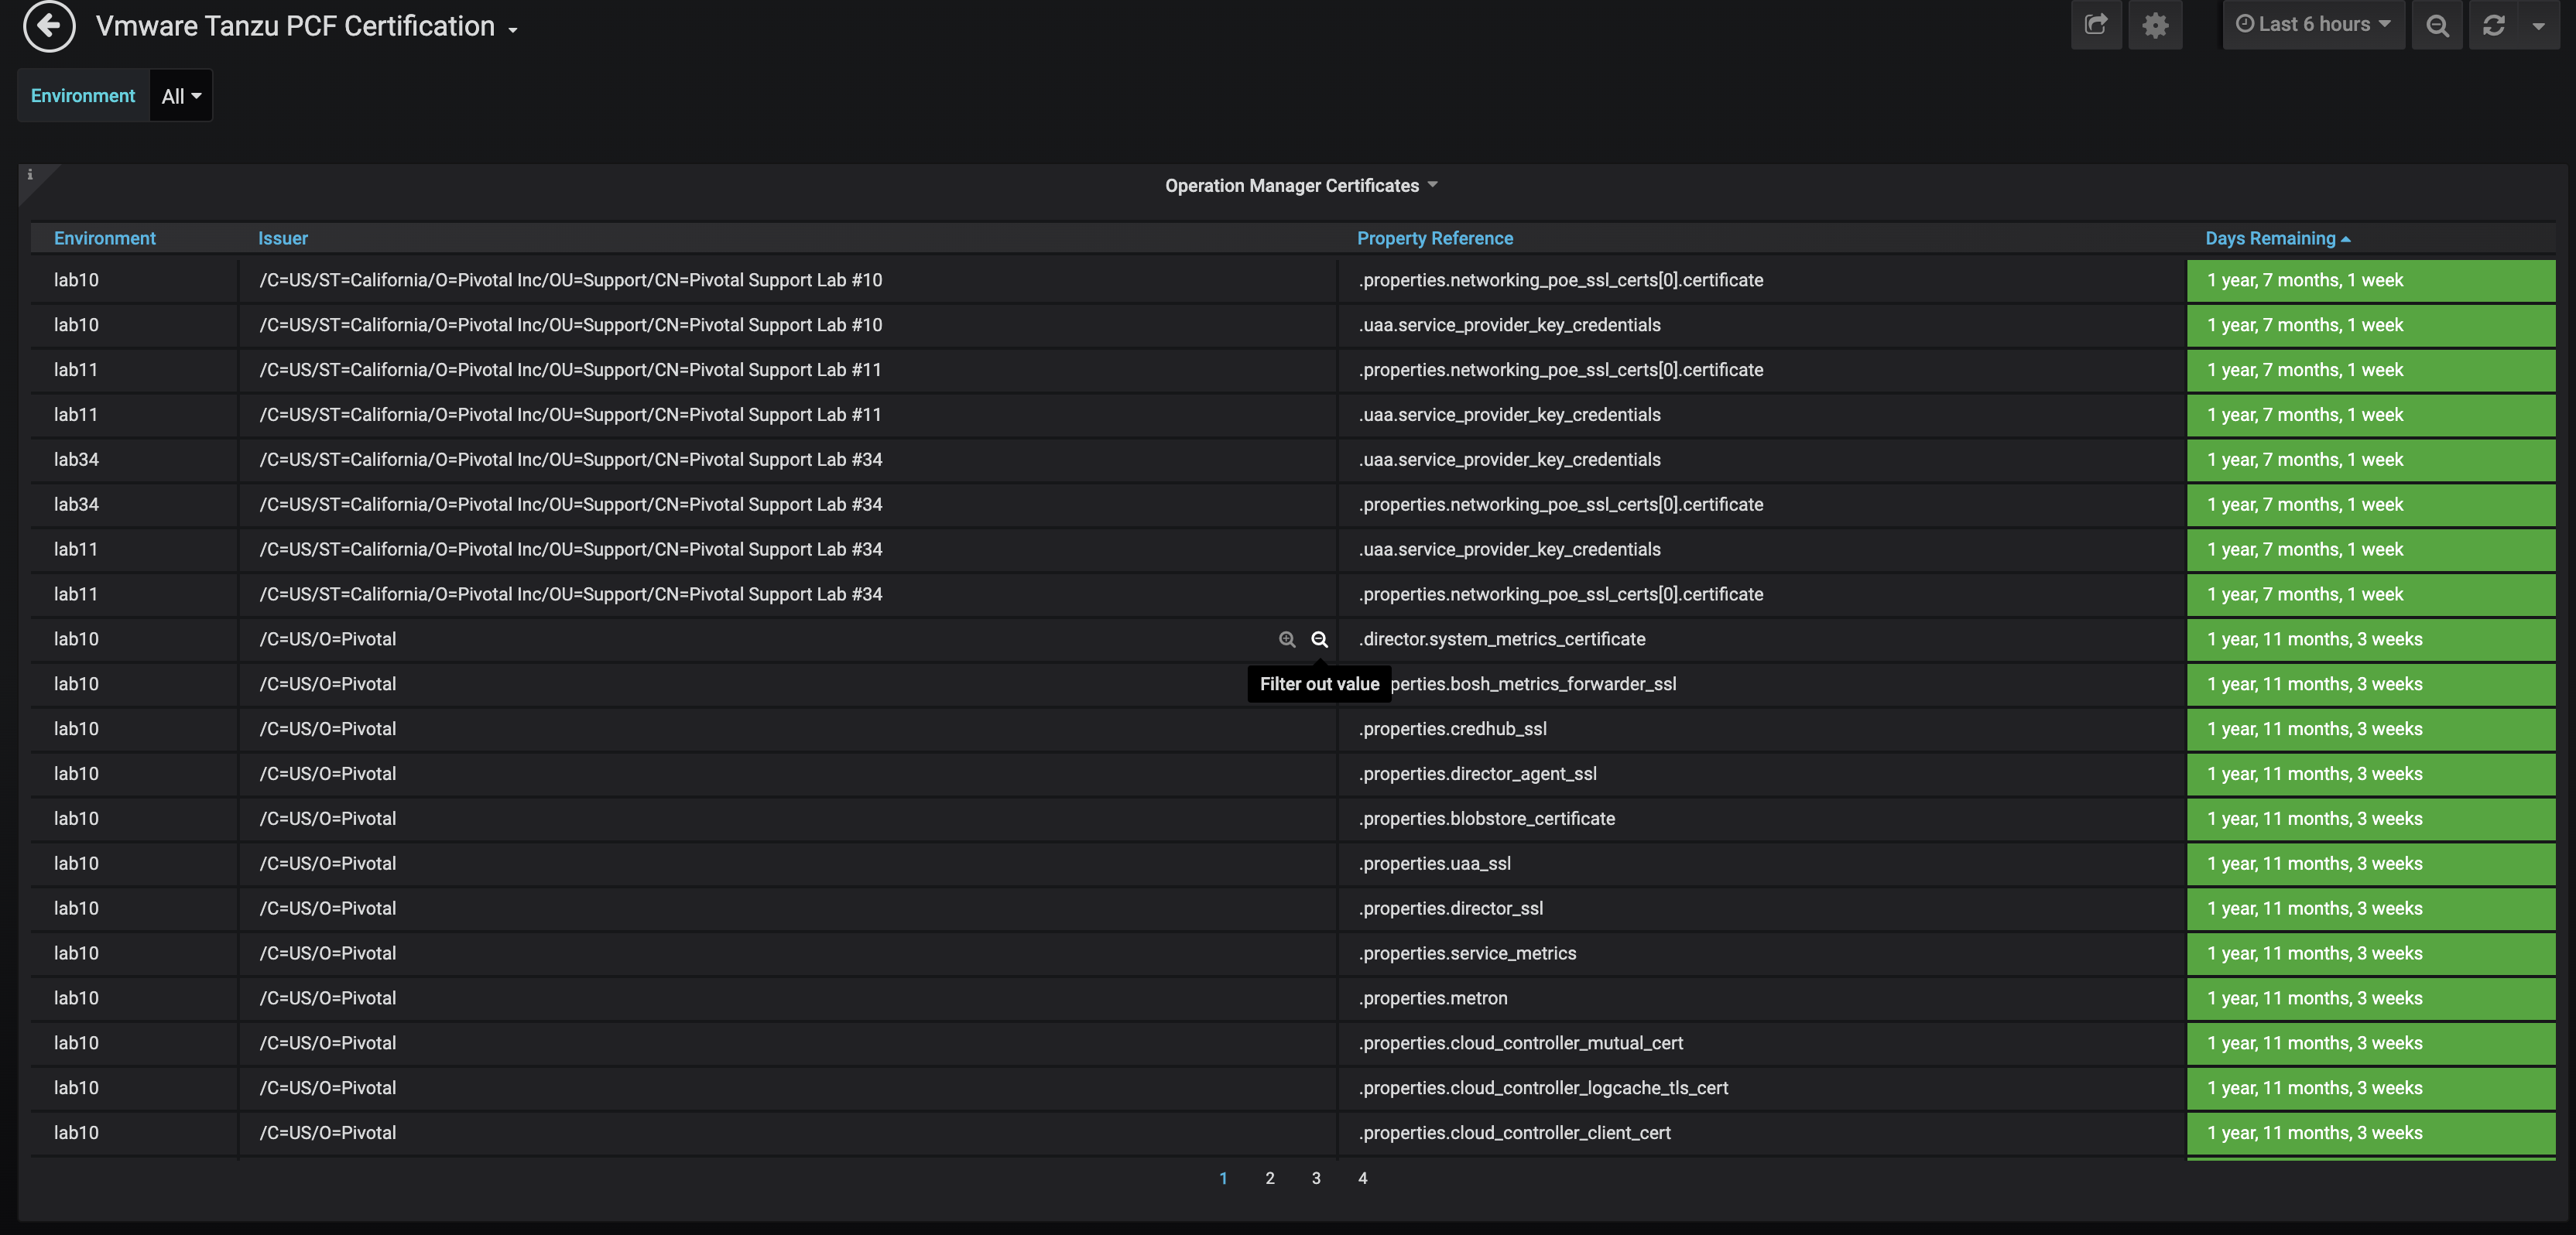 Vmware Tanzu PCF Certification
Last 6 hours
Environment All
i
Operation Manager Certificates
Environment Issuer Property Reference Days Remaining
lab10 /C=US/ST=California/O=Pivotal Inc/OU=Support/CN=Pivotal Support Lab #10 .properties.networking_poe_ssl_certs[0].certificate 1 year, 7 months, 1 week
lab10 /C=US/ST=California/O=Pivotal Inc/OU=Support/CN=Pivotal Support Lab #10 .uaa.service_provider_key_credentials 1 year, 7 months, 1 week
lab11 /C=US/ST=California/O=Pivotal Inc/OU=Support/CN=Pivotal Support Lab #11 .properties.networking_poe_ssl_certs[0].certificate 1 year, 7 months, 1 week
lab11 /C=US/ST=California/O=Pivotal Inc/OU=Support/CN=Pivotal Support Lab #11 .uaa.service_provider_key_credentials 1 year, 7 months, 1 week
lab34 /C=US/ST=California/O=Pivotal Inc/OU=Support/CN=Pivotal Support Lab #34 .uaa.service_provider_key_credentials 1 year, 7 months, 1 week
lab34 /C=US/ST=California/O=Pivotal Inc/OU=Support/CN=Pivotal Support Lab #34 .properties.networking_poe_ssl_certs[0].certificate 1 year, 7 months, 1 week
lab11 /C=US/ST=California/O=Pivotal Inc/OU=Support/CN=Pivotal Support Lab #34 .uaa.service_provider_key_credentials 1 year, 7 months, 1 week
lab11 /C=US/ST=California/O=Pivotal Inc/OU=Support/CN=Pivotal Support Lab #34 .properties.networking_poe_ssl_certs[0].certificate 1 year, 7 months, 1 week
lab10 /C=US/O=Pivotal .director.system_metrics_certificate 1 year, 11 months, 3 weeks
lab10 /C=US/O=Pivotal Filter out value perties.bosh_metrics_forwarder_ssl 1 year, 11 months, 3 weeks
lab10 /C=US/O=Pivotal .properties.credhub_ssl 1 year, 11 months, 3 weeks
lab10 /C=US/O=Pivotal .properties.director_agent_ssl 1 year, 11 months, 3 weeks
lab10 /C=US/O=Pivotal .properties.blobstore_certificate 1 year, 11 months, 3 weeks
lab10 /C=US/O=Pivotal .properties.uaa_ssl 1 year, 11 months, 3 weeks
lab10 /C=US/O=Pivotal .properties.director_ssl 1 year, 11 months, 3 weeks
lab10 /C=US/O=Pivotal .properties.service_metrics 1 year, 11 months, 3 weeks
lab10 /C=US/O=Pivotal .properties.metron 1 year, 11 months, 3 weeks
lab10 /C=US/O=Pivotal .properties.cloud_controller_mutual_cert 1 year, 11 months, 3 weeks
lab10 /C=US/O=Pivotal .properties.cloud_controller_logcache_tls_cert 1 year, 11 months, 3 weeks
lab10 /C=US/O=Pivotal .properties.cloud_controller_client_cert 1 year, 11 months, 3 weeks
1 2 3 4